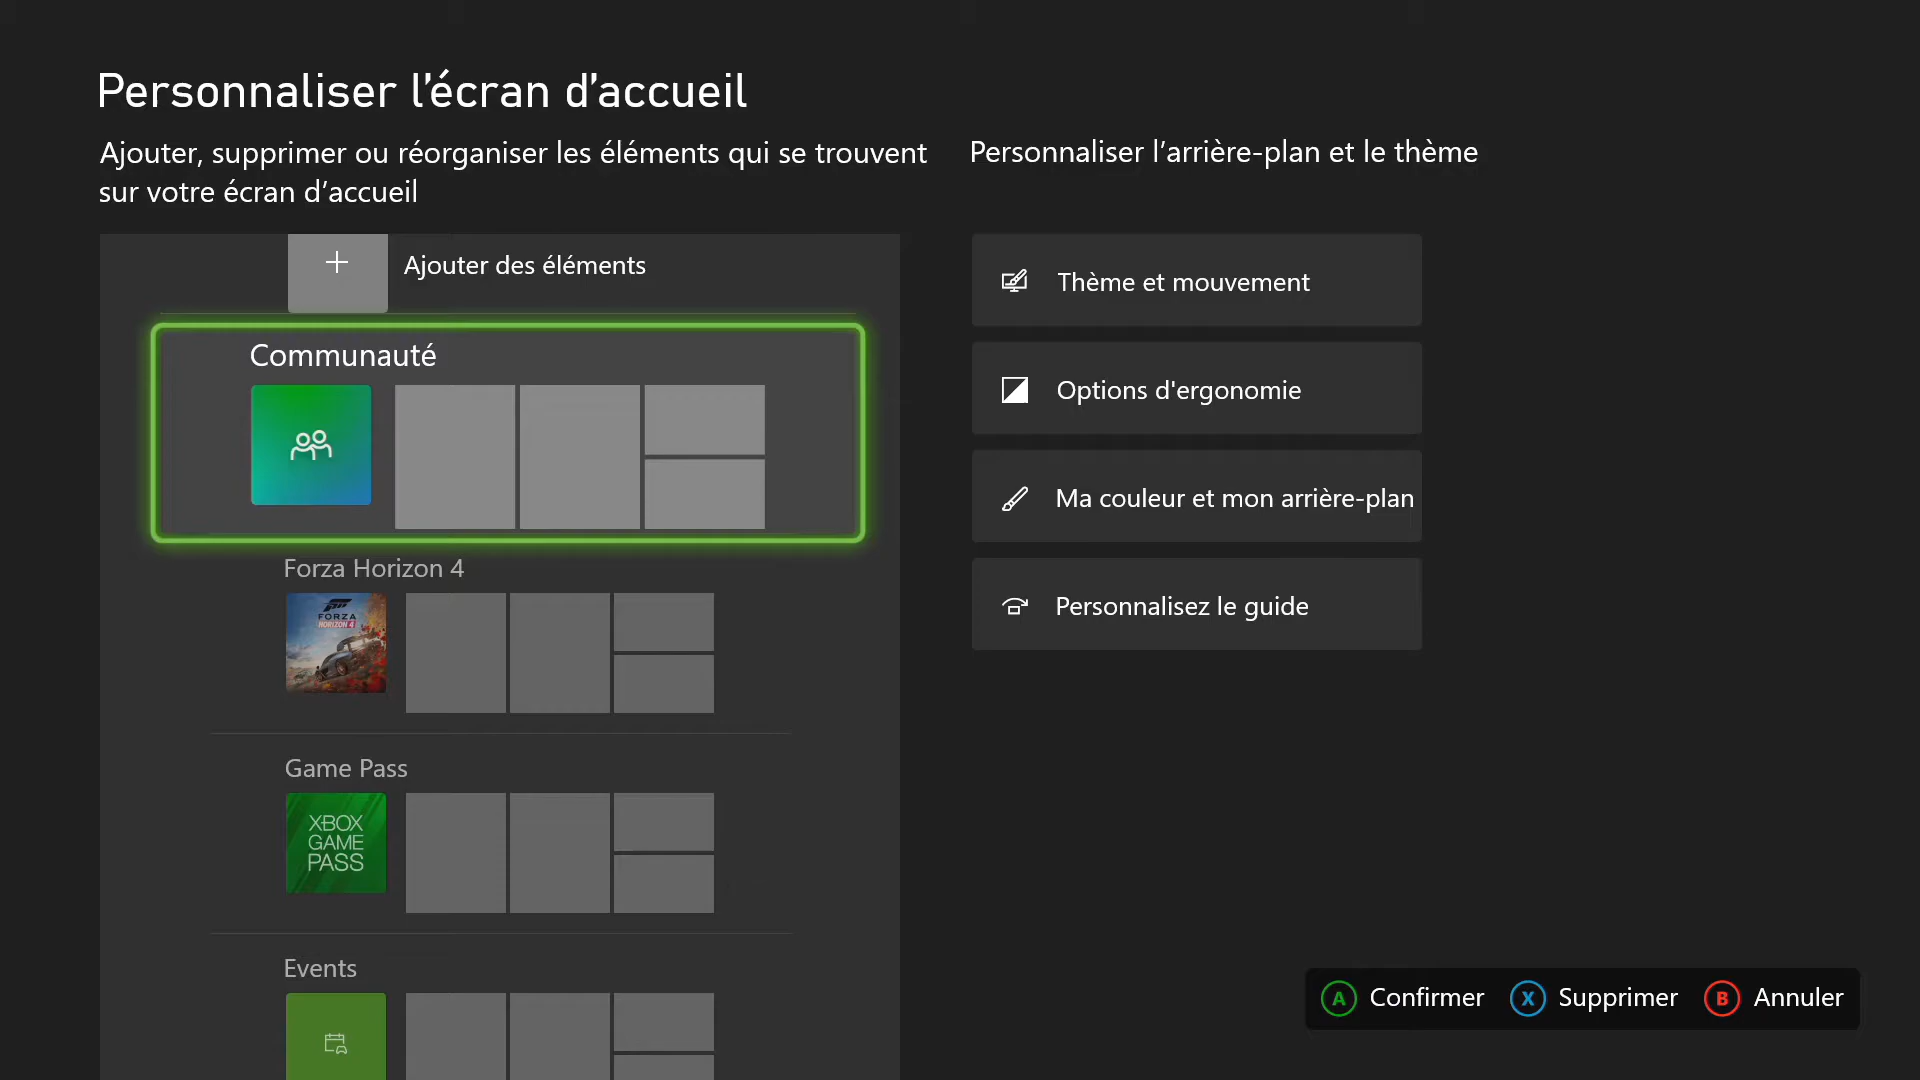 Personnaliser l’écran d’accueil
Ajouter, supprimer ou réorganiser les éléments qui se trouvent
sur votre écran d’accueil
Personnaliser l’arrière-plan et le thème
Ajouter des éléments
Communauté
Forza Horizon 4
FORZA
HORIZON 4
Game Pass
XBOX
GAME
PASS
Events
Thème et mouvement
Options d'ergonomie
Ma couleur et mon arrière-plan
Personnalisez le guide
A Confirmer X Supprimer B Annuler